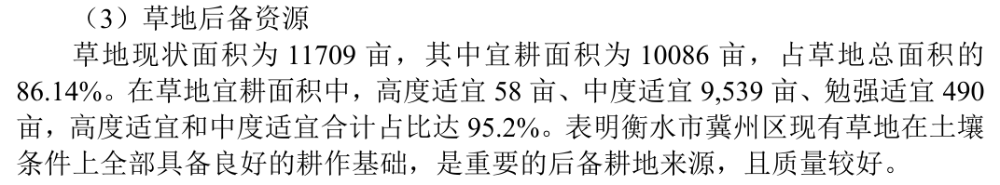 （3）草地后备资源
草地现状面积为 11709 亩，其中宜耕面积为 10086 亩，占草地总面积的
86.14%。在草地宜耕面积中，高度适宜 58 亩、中度适宜 9,539 亩、勉强适宜 490
亩，高度适宜和中度适宜合计占比达 95.2%。表明衡水市冀州区现有草地在土壤
条件上全部具备良好的耕作基础，是重要的后备耕地来源，且质量较好。